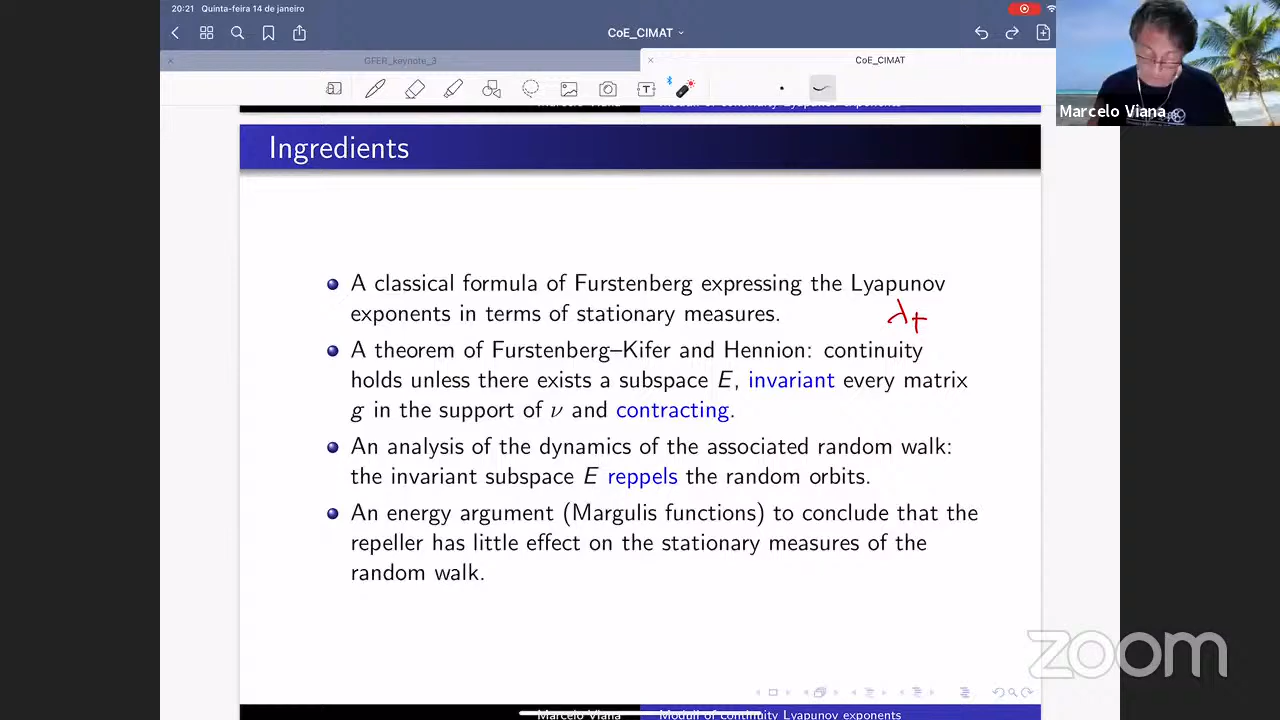 20:21 Quinta-feira 14 de janeiro
CoE_CIMAT
GFER_keynote_3
CoE_CIMAT
Marcelo Viana
Ingredients
A classical formula of Furstenberg expressing the Lyapunov
exponents in terms of stationary measures.
λ+
A theorem of Furstenberg–Kifer and Hennion: continuity
holds unless there exists a subspace E, invariant every matrix
g in the support of ν and contracting.
An analysis of the dynamics of the associated random walk:
the invariant subspace E reppels the random orbits.
An energy argument (Margulis functions) to conclude that the
repeller has little effect on the stationary measures of the
random walk.
zoom
Marcelo Viana Moduli of continuity Lyapunov exponents